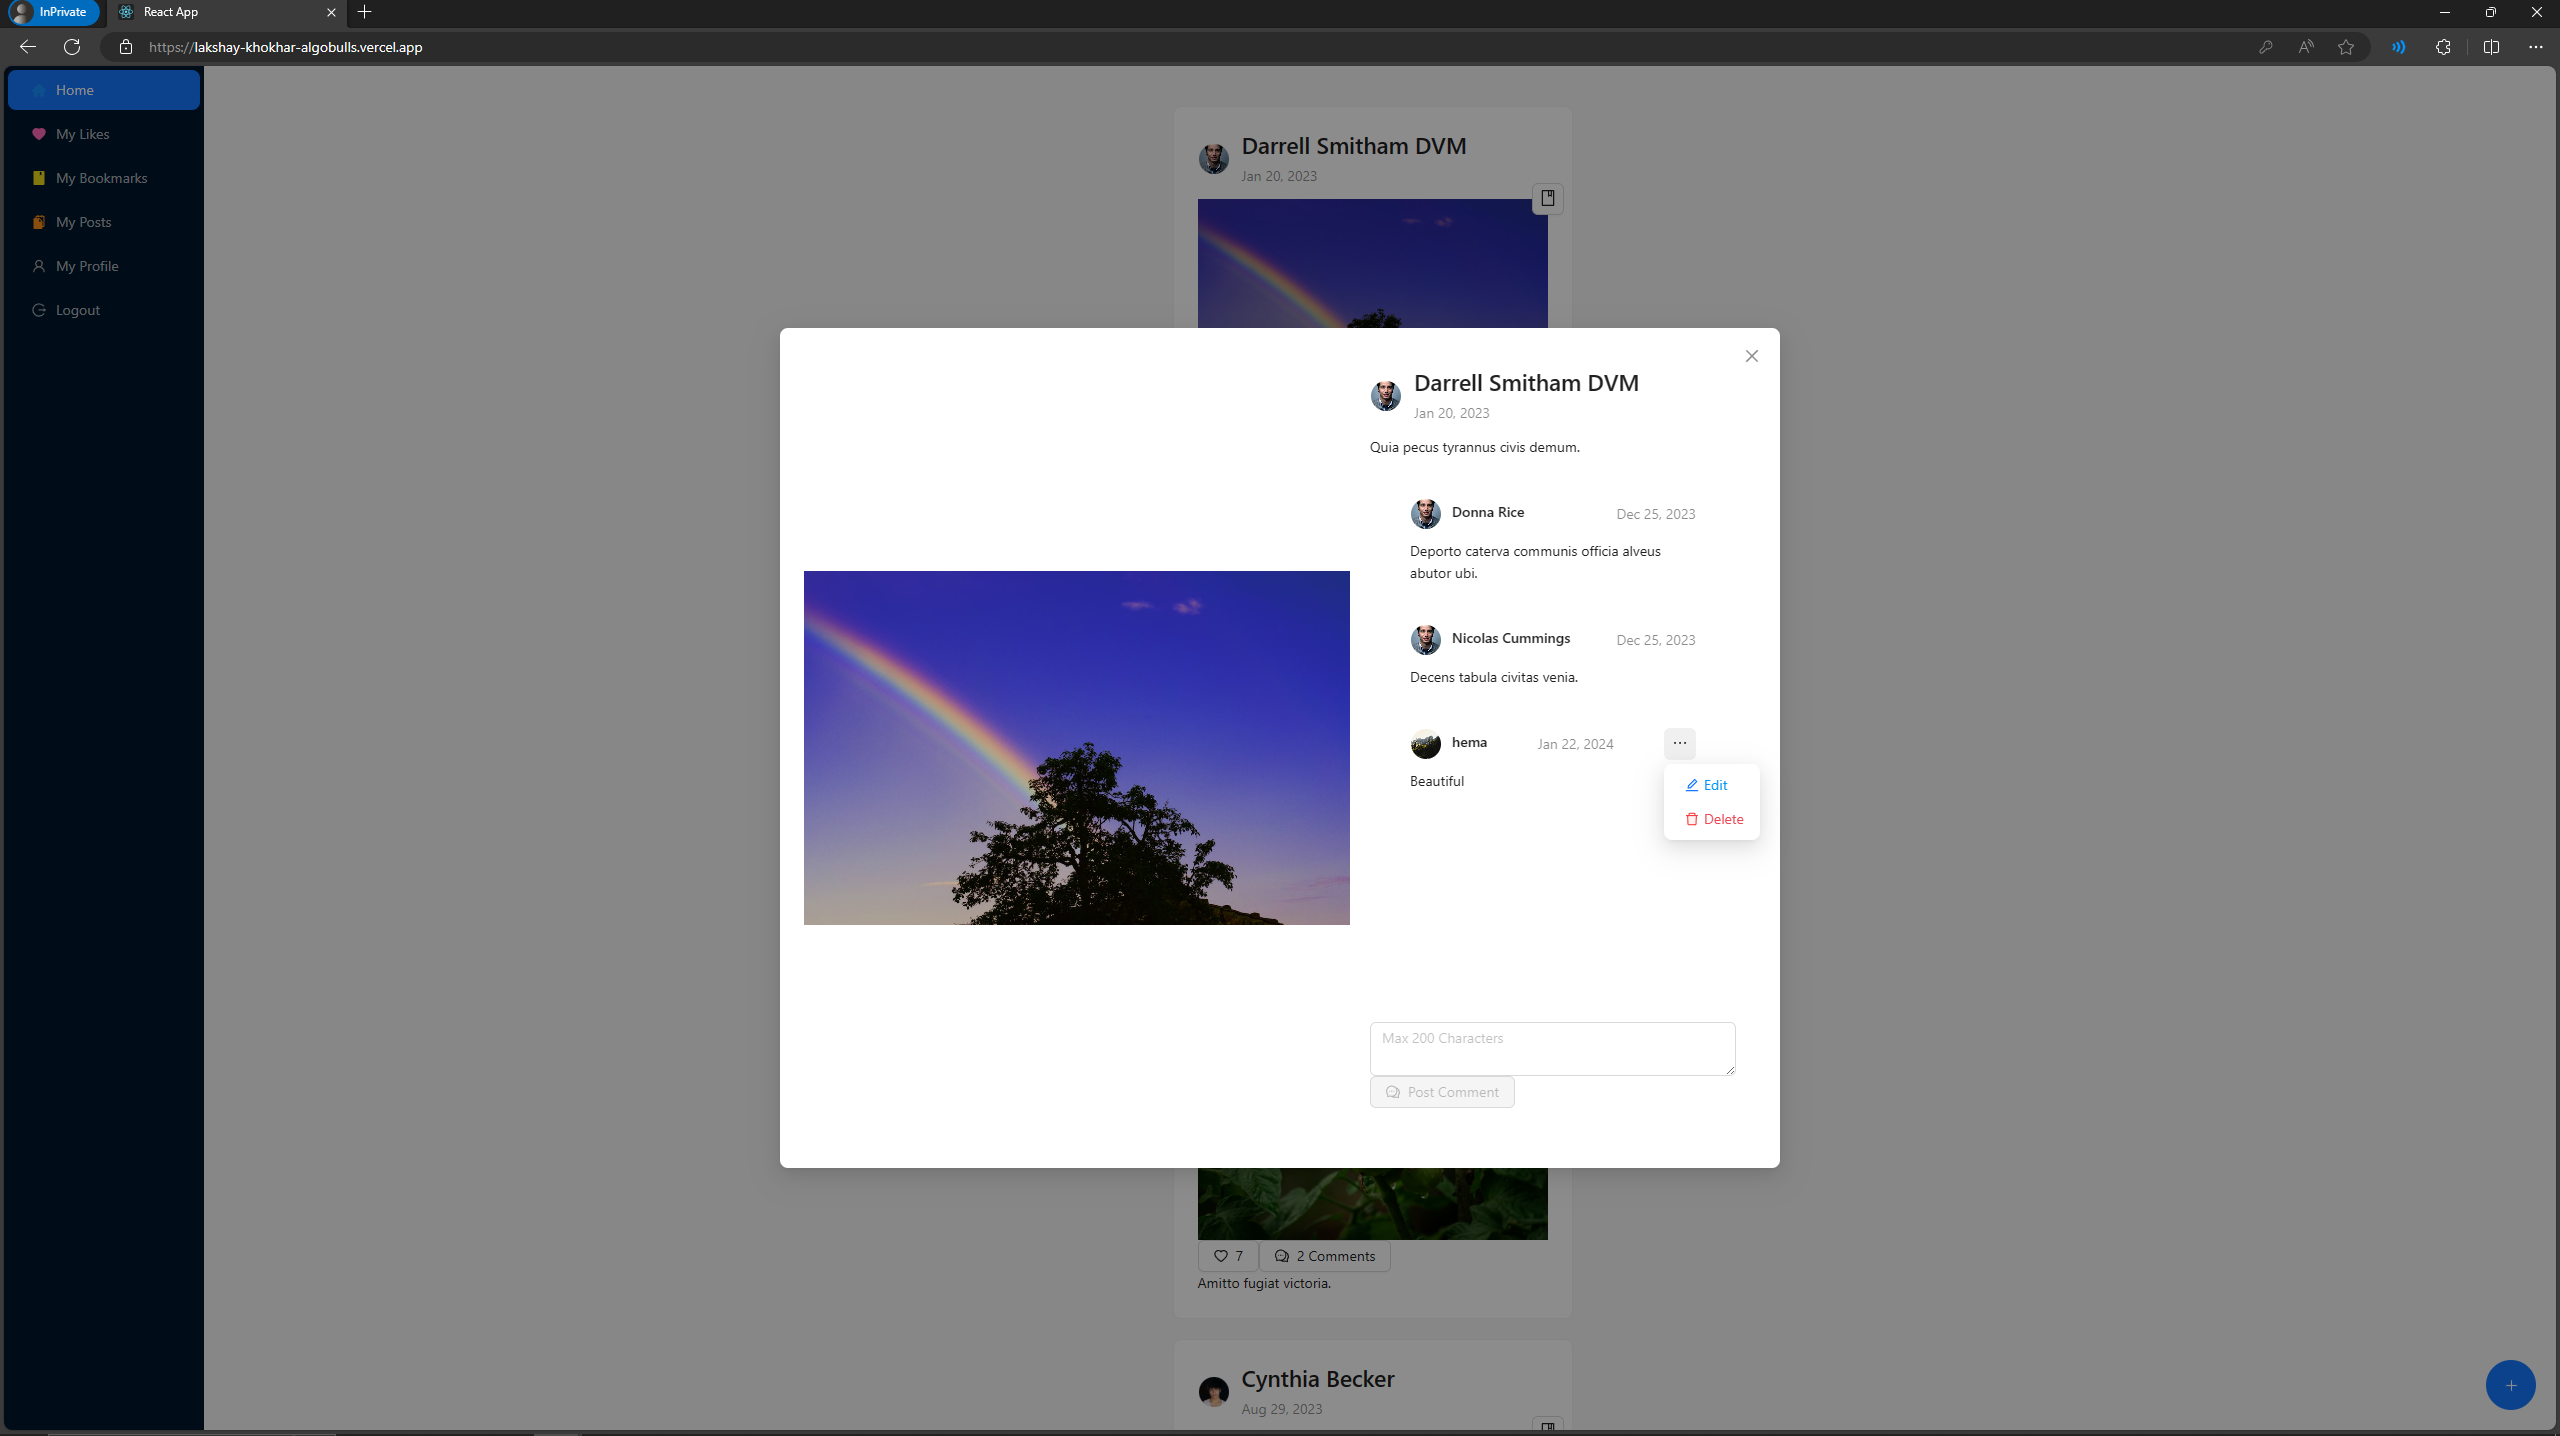 InPrivate
React App
https://lakshay-khokhar-algobulls.vercel.app
Home
My Likes
My Bookmarks
My Posts
My Profile
Logout
Darrell Smitham DVM
Jan 20, 2023
Darrell Smitham DVM
Jan 20, 2023
Quia pecus tyrannus civis demum.
Donna Rice
Dec 25, 2023
Deporto caterva communis officia alveus
abutor ubi.
Nicolas Cummings
Dec 25, 2023
Decens tabula civitas venia.
hema
Jan 22, 2024
Beautiful
Edit
Delete
Max 200 Characters
Post Comment
7
2 Comments
Amitto fugiat victoria.
Cynthia Becker
Aug 29, 2023